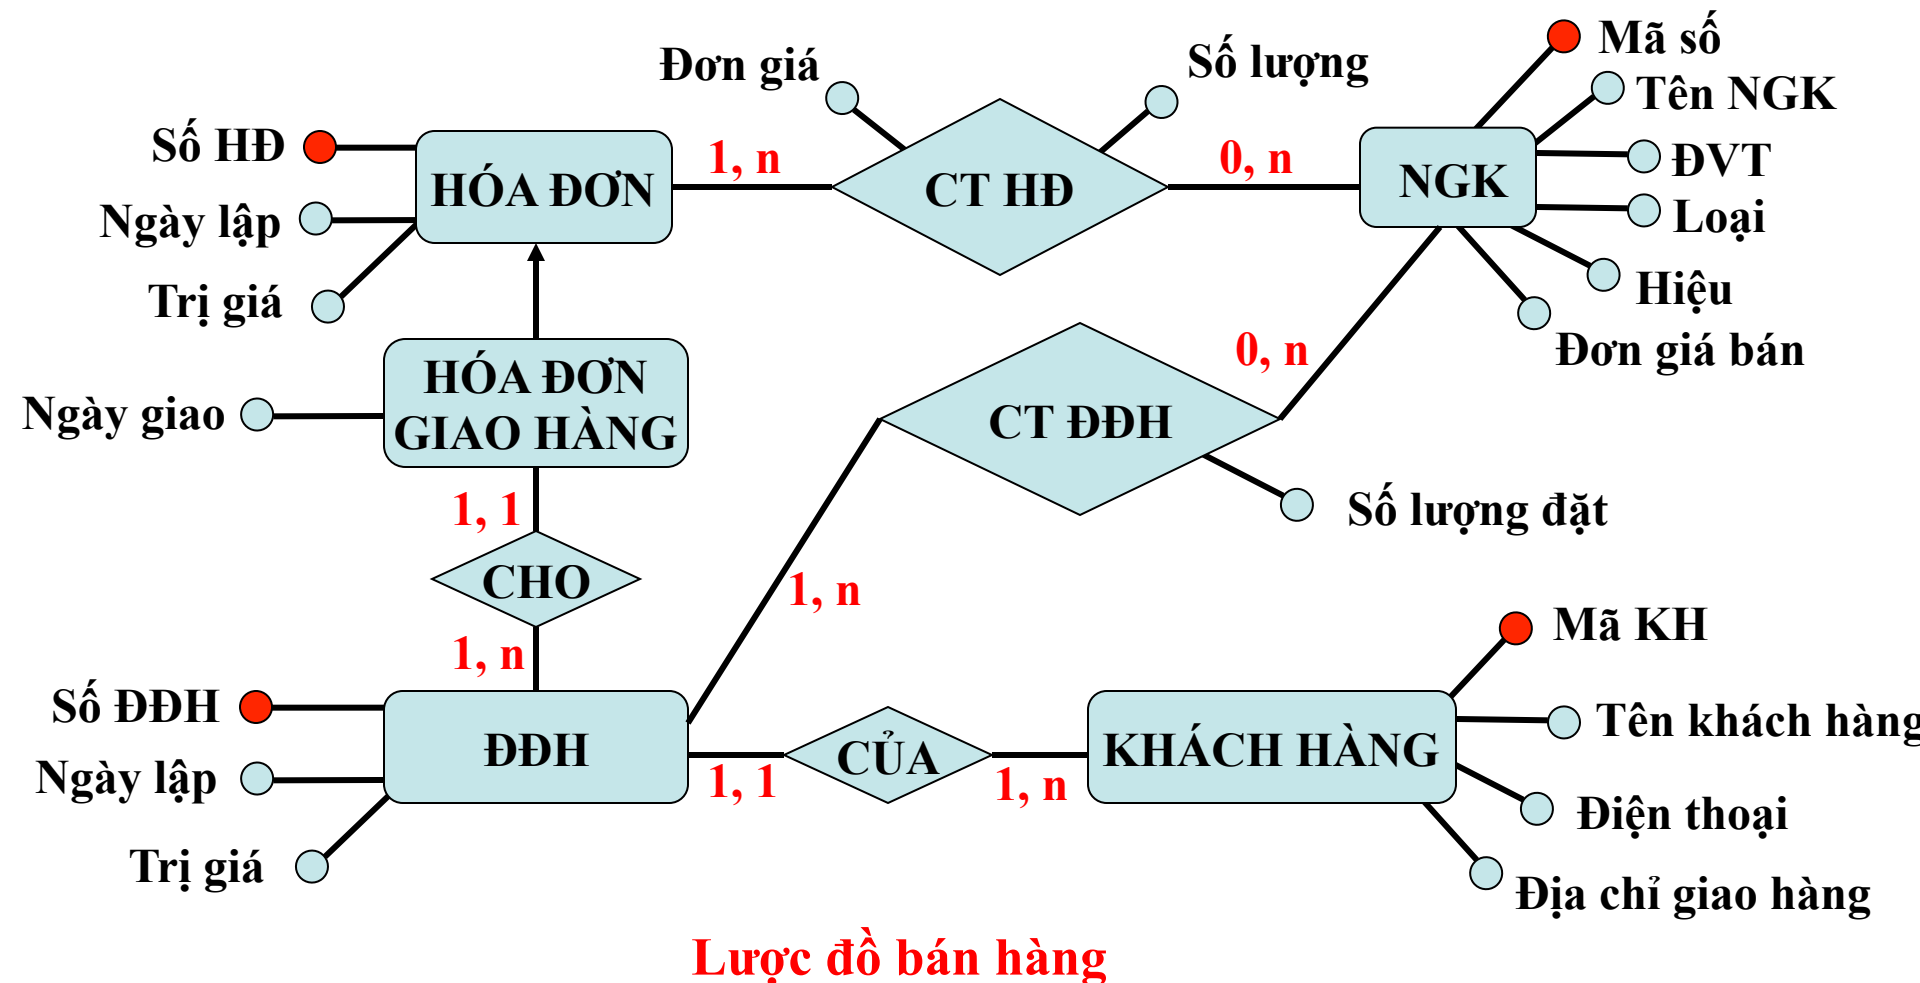 Đơn giá
Số lượng
Mã số
Tên NGK
Số HĐ
HÓA ĐƠN
1, n
CT HĐ
0, n
NGK
ĐVT
Ngày lập
Loại
Trị giá
Hiệu
Đơn giá bán
HÓA ĐƠN
GIAO HÀNG
Ngày giao
0, n
CT ĐĐH
Số lượng đặt
1, 1
CHO
1, n
1, n
Mã KH
Số ĐĐH
ĐĐH
1, 1
CỦA
1, n
KHÁCH HÀNG
Tên khách hàng
Ngày lập
Điện thoại
Trị giá
Địa chỉ giao hàng
Lược đồ bán hàng